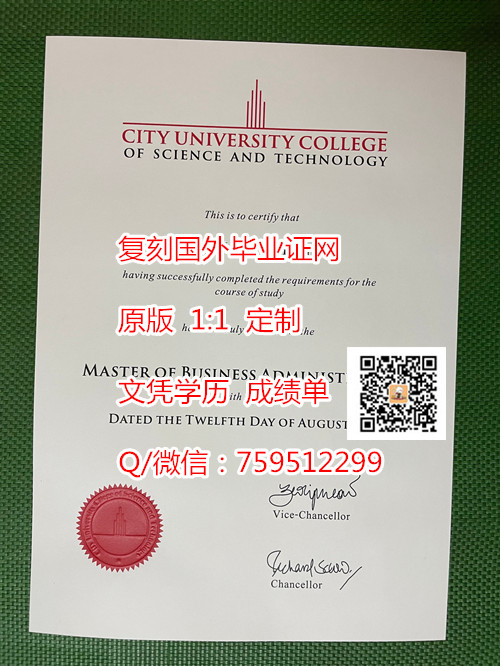 CITY UNIVERSITY COLLEGE
OF SCIENCE AND TECHNOLOGY
This is to certify that
复刻国外毕业证网
having successfully completed the requirements for the
course of study
原版 1:1 定制
the
MASTER OF BUSINESS
文凭学历 成绩单
DATED THE TWELFTH DAY OF AUGUST
Q/微信：759512299
Vice-Chancellor
Chancellor